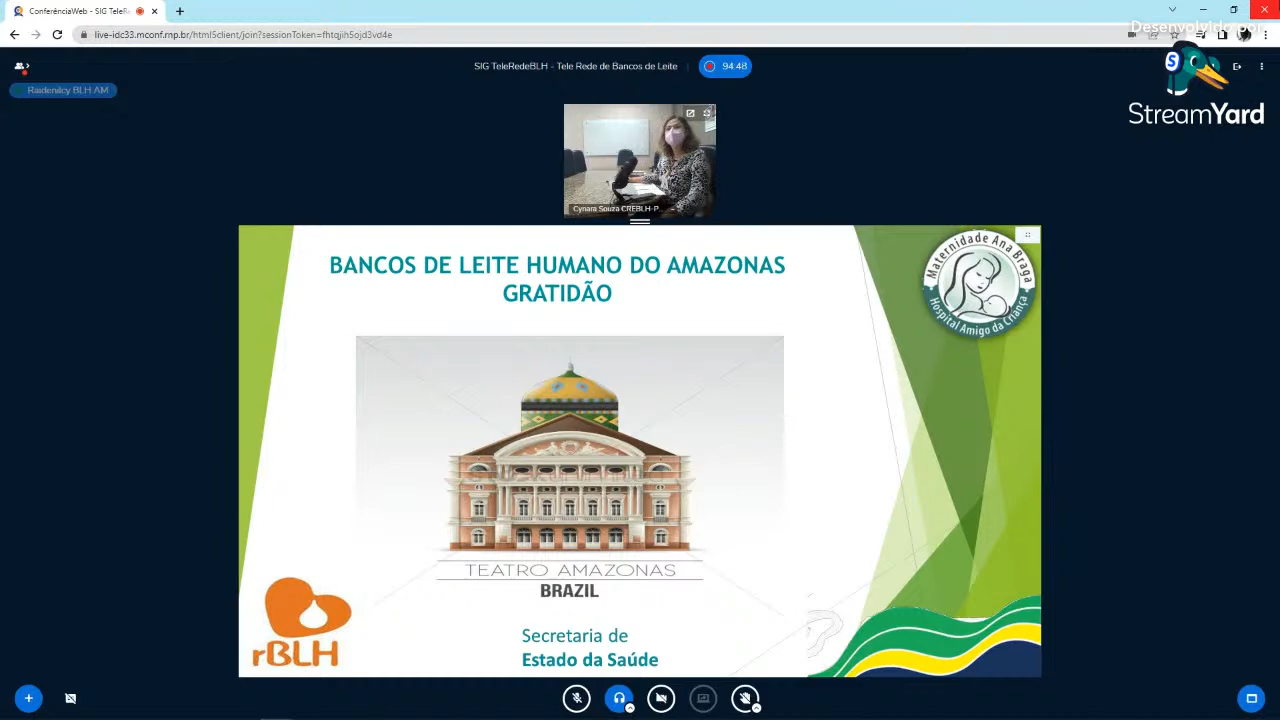 ConferênciaWeb - SIG TeleR
live-idc33.mconf.rnp.br/html5client/join?sessionToken=fhtqjih5ojd3vd4e
Desenvolvido por
StreamYard
SIG TeleRedeBLH - Tele Rede de Bancos de Leite
94:48
Raidenilcy BLH AM
Cynara Souza CREBLH-P...
BANCOS DE LEITE HUMANO DO AMAZONAS
GRATIDÃO
Maternidade Ana Braga
Hospital Amigo da Criança
TEATRO AMAZONAS
BRAZIL
rBLH
Secretaria de
Estado da Saúde